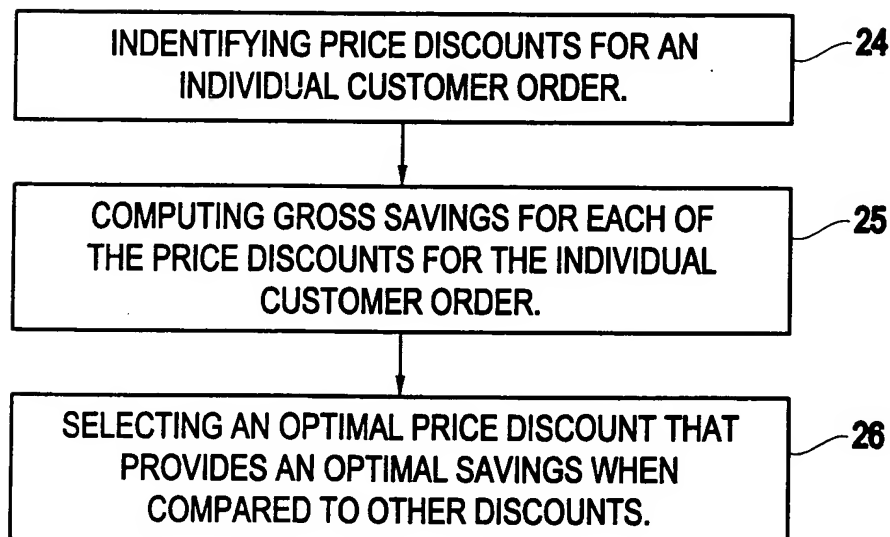 INDENTIFYING PRICE DISCOUNTS FOR AN
INDIVIDUAL CUSTOMER ORDER.
24
COMPUTING GROSS SAVINGS FOR EACH OF
THE PRICE DISCOUNTS FOR THE INDIVIDUAL
CUSTOMER ORDER.
25
SELECTING AN OPTIMAL PRICE DISCOUNT THAT
PROVIDES AN OPTIMAL SAVINGS WHEN
COMPARED TO OTHER DISCOUNTS.
26